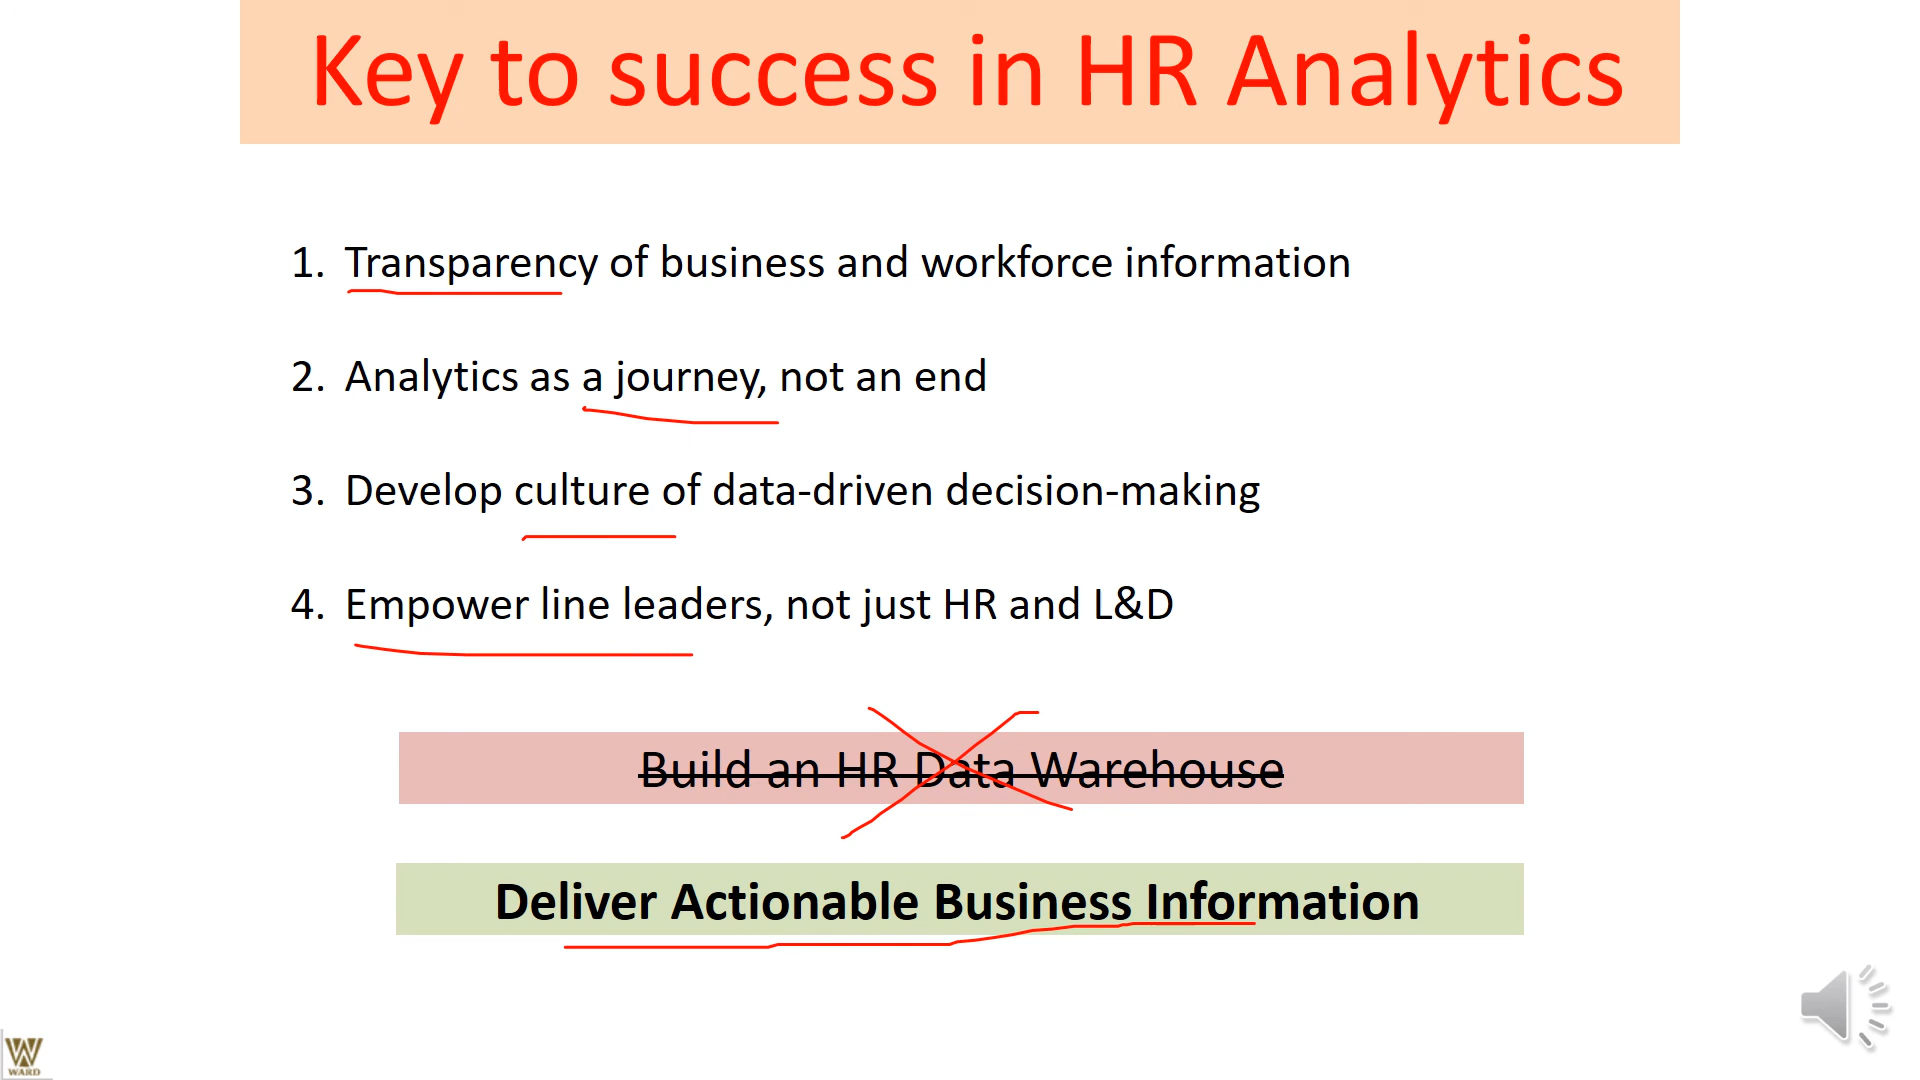 Key to success in HR Analytics
1. Transparency of business and workforce information
2. Analytics as a journey, not an end
3. Develop culture of data-driven decision-making
4. Empower line leaders, not just HR and L&D
Build an HR Data Warehouse
Deliver Actionable Business Information
WARD